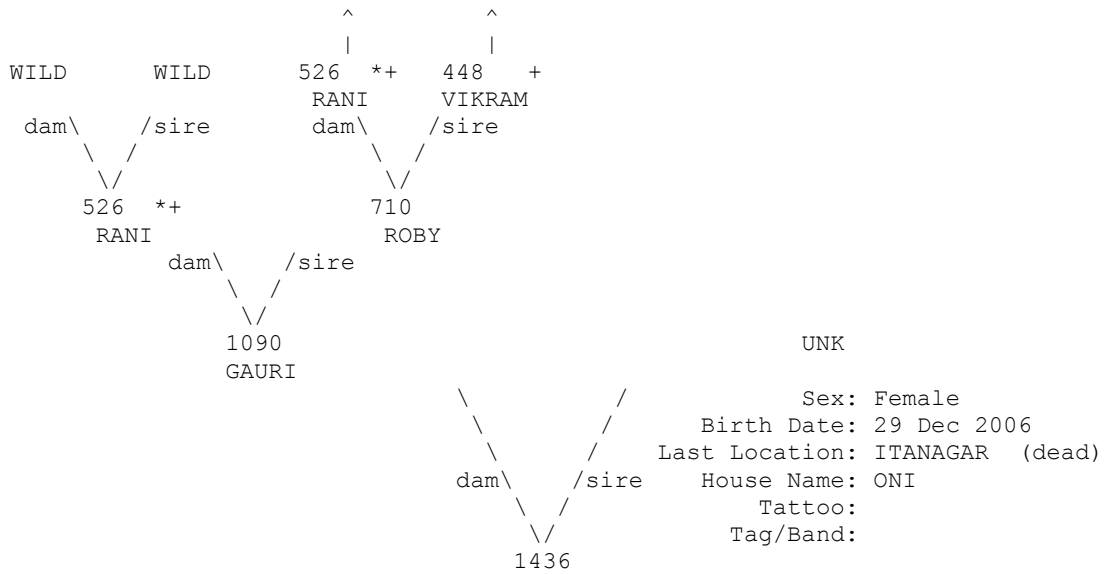 ^ ^
| |
WILD WILD 526 *+ 448 +
RANI VIKRAM
dam\ /sire dam\ /sire
\ / \ /
\/ \/
526 *+ 710
RANI ROBY
dam\ /sire
\ /
\/
1090 UNK
GAURI
\ / Sex: Female
\ / Birth Date: 29 Dec 2006
\ / Last Location: ITANAGAR (dead)
dam\ /sire House Name: ONI
\ / Tattoo:
\/ Tag/Band:
1436